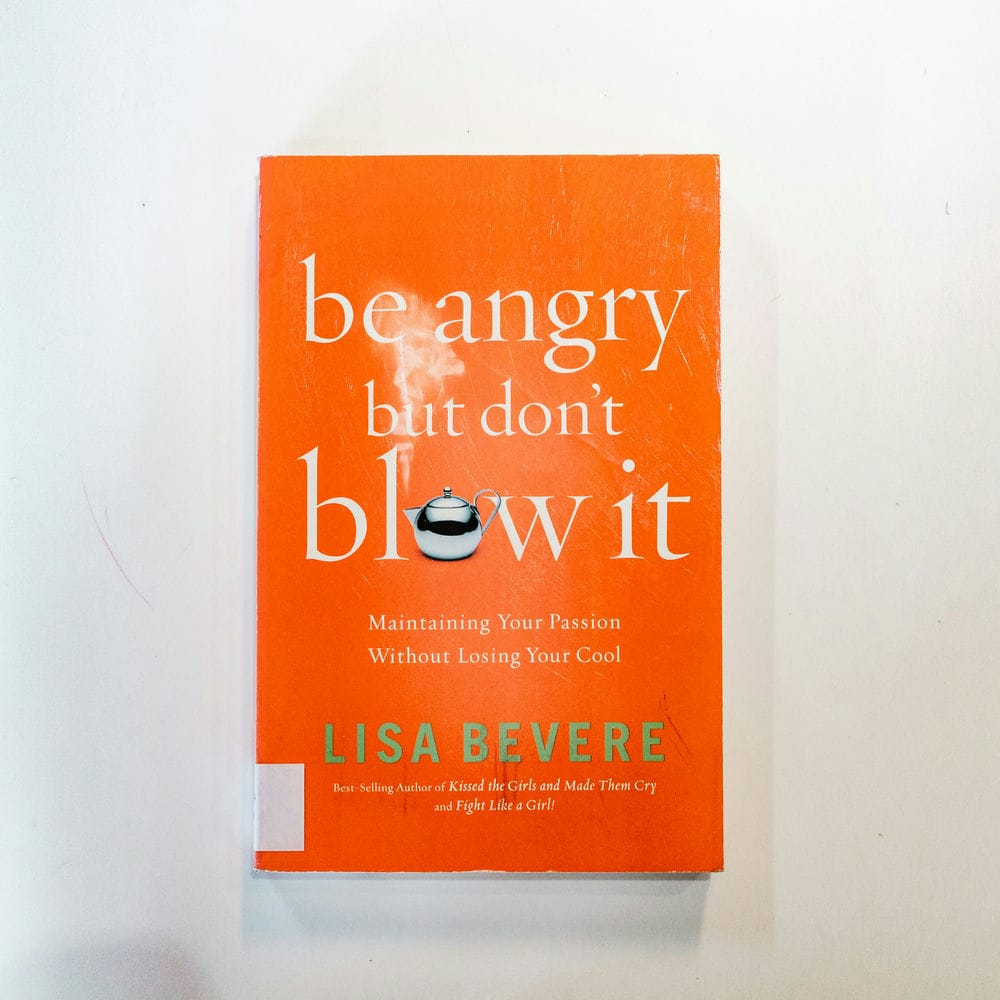 be angry
but don't
blow it
Maintaining Your Passion
Without Losing Your Cool
LISA BEVERE
Best-Selling Author of Kissed the Girls and Made Them Cry
and Fight Like a Girl!